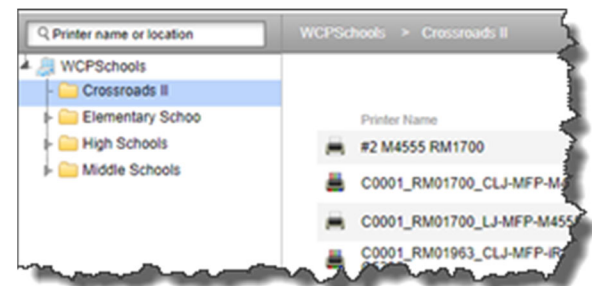 Printer name or location
WCPSchools > Crossroads II
WCPSchools
Crossroads II
Elementary Schoo
High Schools
Middle Schools
Printer Name
#2 M4555 RM1700
C0001_RM01700_CLJ-MFP-M4
C0001_RM01700_LJ-MFP-M455
C0001_RM01963_CLJ-MFP-iR